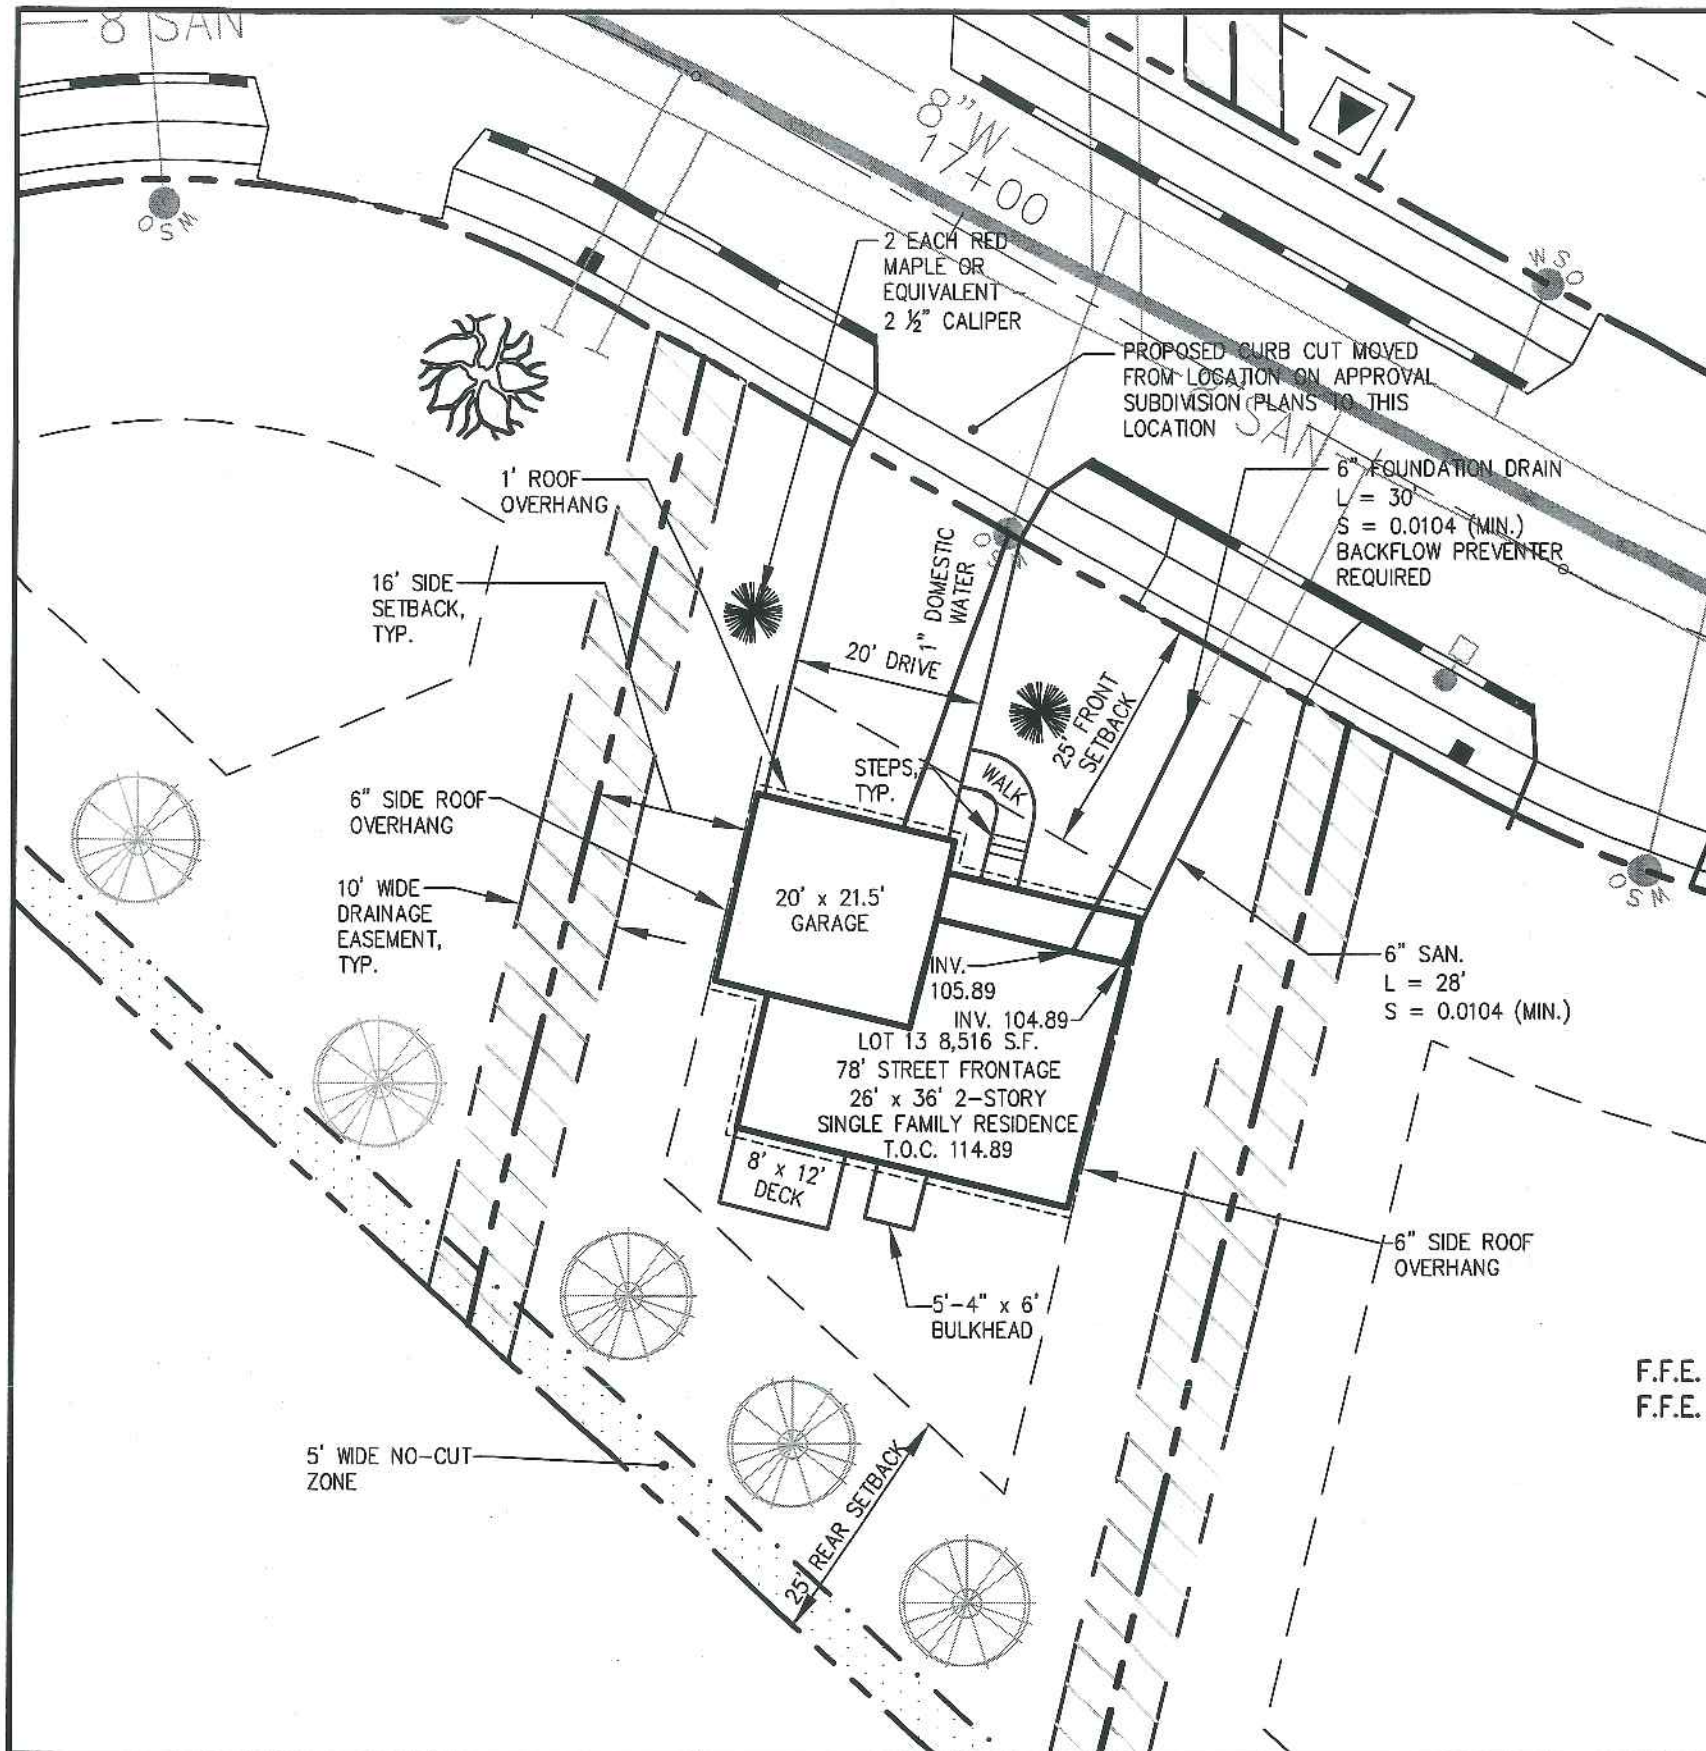 8" SAN
8"W
17+00
OSM
WSO
2 EACH RED
MAPLE OR
EQUIVALENT -
2 ½" CALIPER
PROPOSED CURB CUT MOVED
FROM LOCATION ON APPROVAL
SUBDIVISION PLANS TO THIS
LOCATION
SAN
1' ROOF
OVERHANG
6" FOUNDATION DRAIN
L = 30'
S = 0.0104 (MIN.)
BACKFLOW PREVENTER
REQUIRED
OSM
16' SIDE
SETBACK,
TYP.
1" DOMESTIC
WATER
20' DRIVE
25' FRONT
SETBACK
STEPS,
TYP.
WALK
6" SIDE ROOF
OVERHANG
10' WIDE
DRAINAGE
EASEMENT,
TYP.
20' x 21.5'
GARAGE
OSM
6" SAN.
L = 28'
S = 0.0104 (MIN.)
INV.
105.89
INV. 104.89
LOT 13 8,516 S.F.
78' STREET FRONTAGE
26' x 36' 2-STORY
SINGLE FAMILY RESIDENCE
T.O.C. 114.89
8' x 12'
DECK
6" SIDE ROOF
OVERHANG
5'-4" x 6'
BULKHEAD
F.F.E.
F.F.E.
5' WIDE NO-CUT
ZONE
25' REAR SETBACK